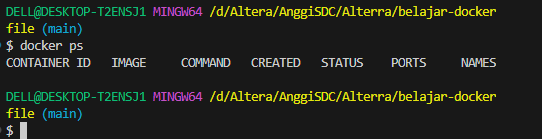 DELL@DESKTOP-T2ENSJ1 MINGW64 /d/Altera/AnggiSDC/Alterra/belajar-docker
file (main)
$ docker ps
CONTAINER ID   IMAGE     COMMAND   CREATED   STATUS    PORTS     NAMES

DELL@DESKTOP-T2ENSJ1 MINGW64 /d/Altera/AnggiSDC/Alterra/belajar-docker
file (main)
$